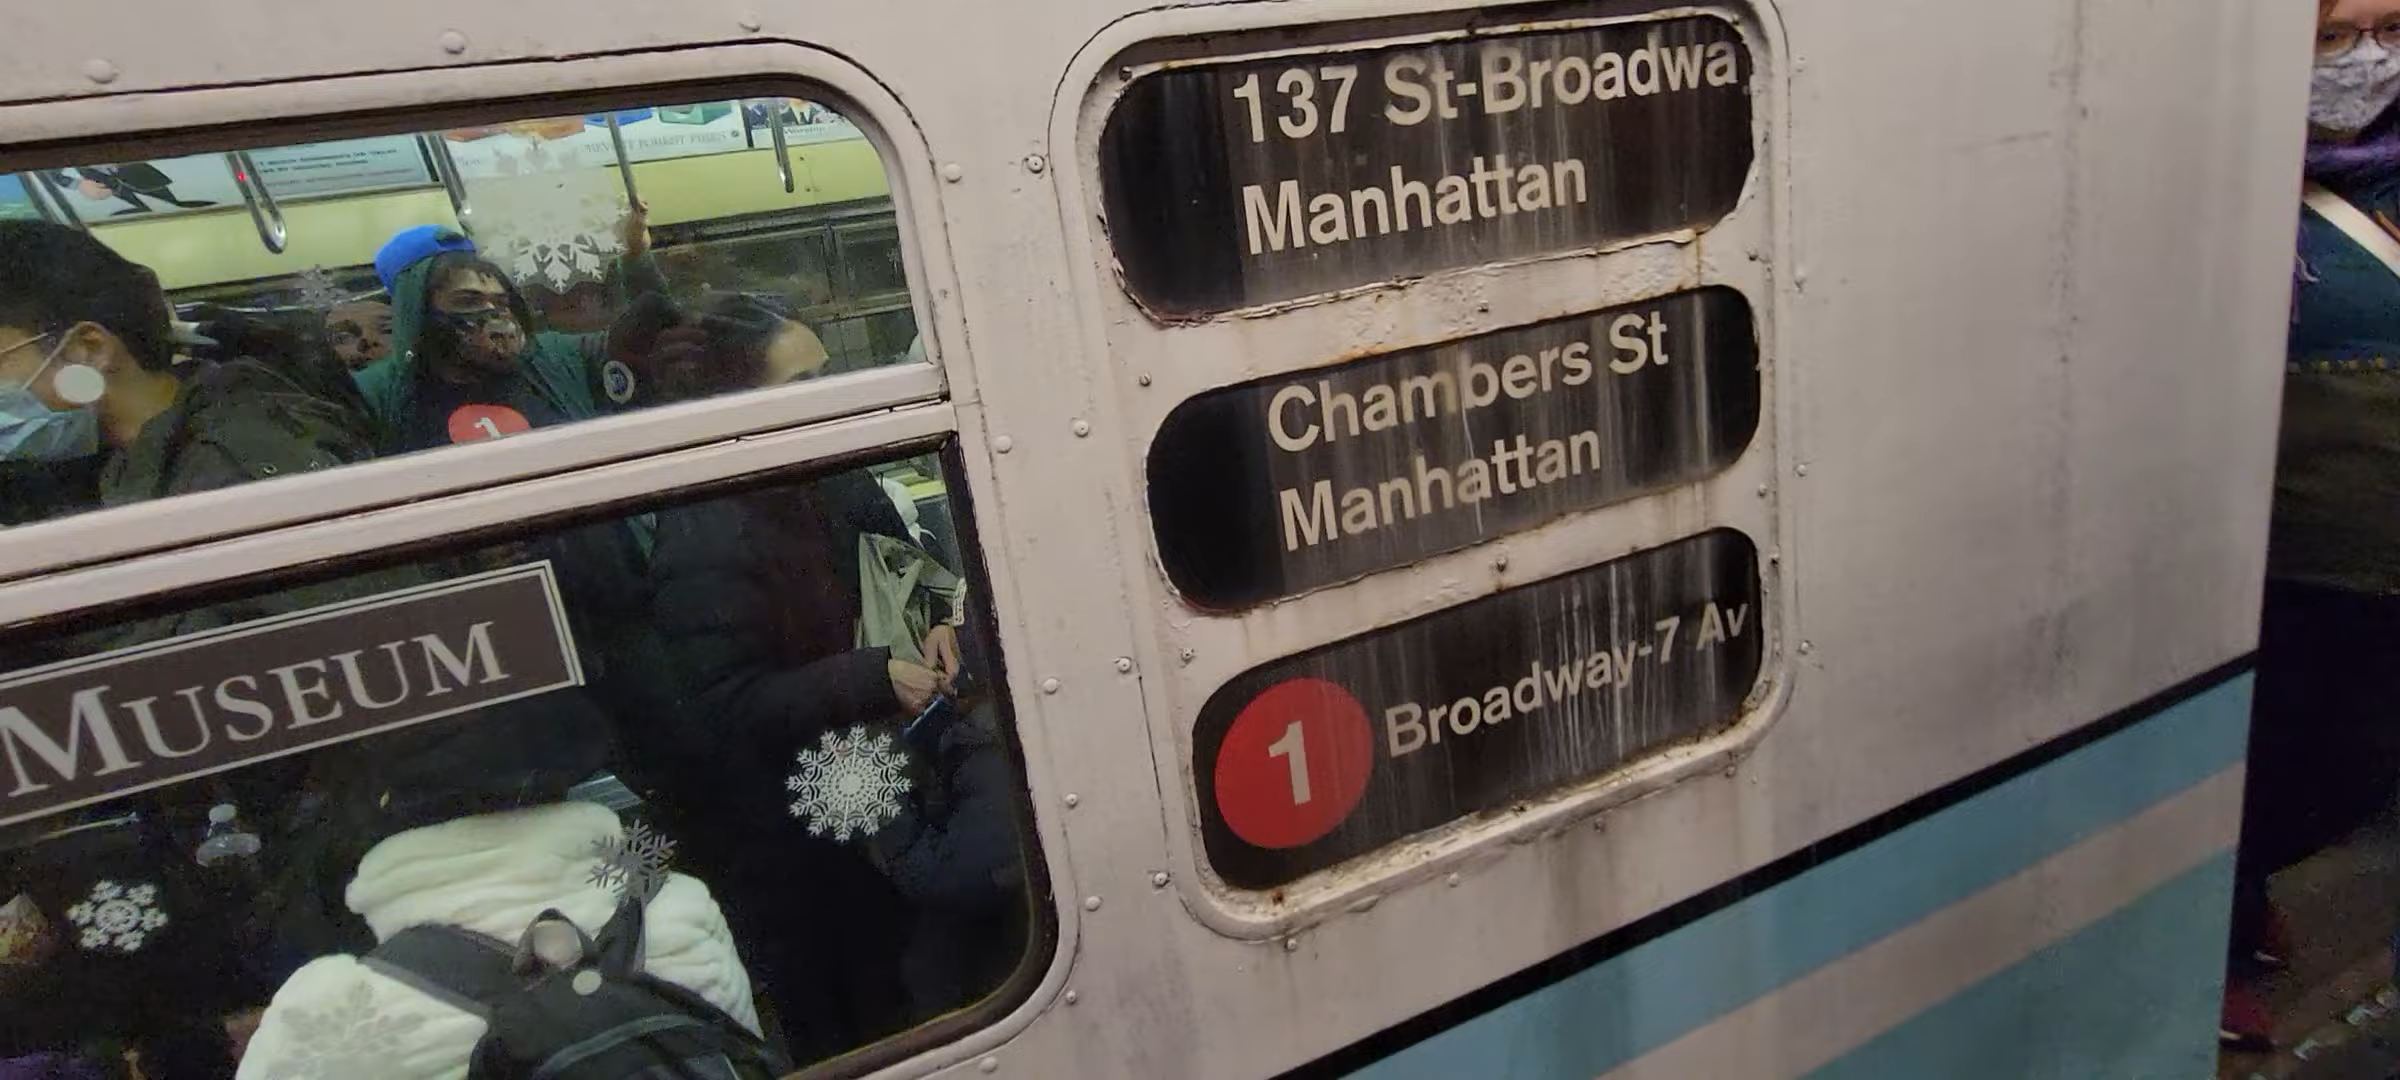 137 St-Broadwa
Manhattan
Chambers St
Manhattan
1 Broadway-7 Av
MUSEUM
1